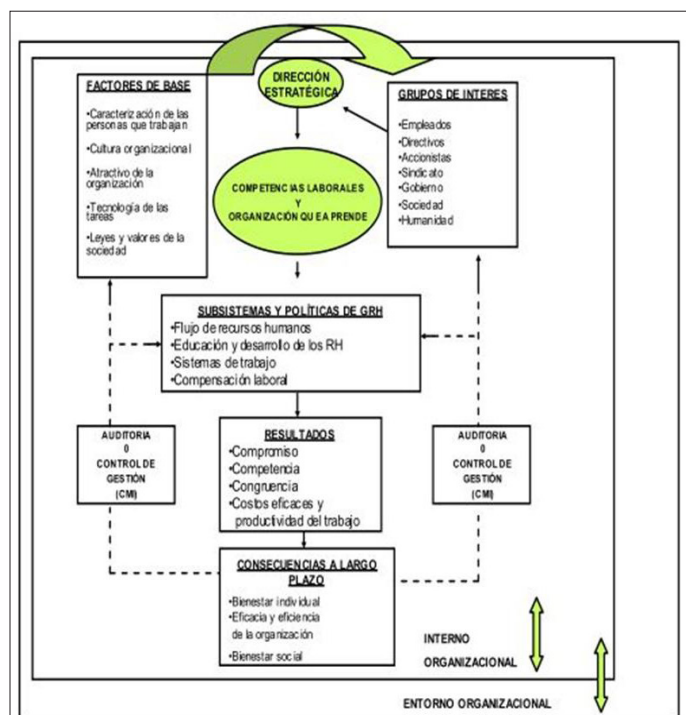 FACTORES DE BASE
•Caracterización de las
personas que trabajan
•Cultura organizacional
•Atractivo de la
organización
•Tecnología de las
tareas
•Leyes y valores de la
sociedad
DIRECCIÓN
ESTRATÉGICA
GRUPOS DE INTERES
•Empleados
•Directivos
•Accionistas
•Sindicato
•Gobierno
•Sociedad
•Humanidad
COMPETENCIAS LABORALES
Y
ORGANIZACIÓN QU E A PRENDE
SUBSISTEMAS Y POLÍTICAS DE GRH
•Flujo de recursos humanos
•Educación y desarrollo de los RH
•Sistemas de trabajo
•Compensación laboral
AUDITORIA
0
CONTROL DE
GESTIÓN
(CMI)
RESULTADOS
•Compromiso
•Competencia
•Congruencia
•Costos eficaces y
productividad del trabajo
AUDITORIA
0
CONTROL DE
GESTIÓN
(CMI)
CONSECUENCIAS A LARGO
PLAZO
•Bienestar individual
•Eficacia y eficiencia
de la organización
•Bienestar social
INTERNO
ORGANIZACIONAL
ENTORNO ORGANIZACIONAL